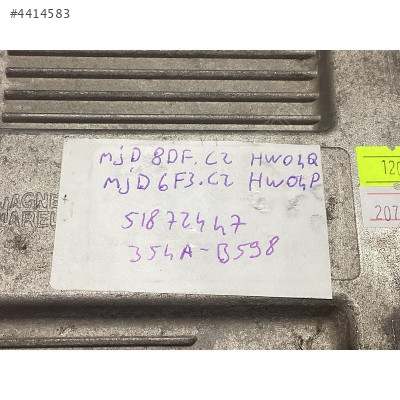 #4414583
MjD 8DF.C2 HW04Q
MjD 6F3.C2 HW04P
51872447
354A-B598
MAGNE
MAREL
120
207